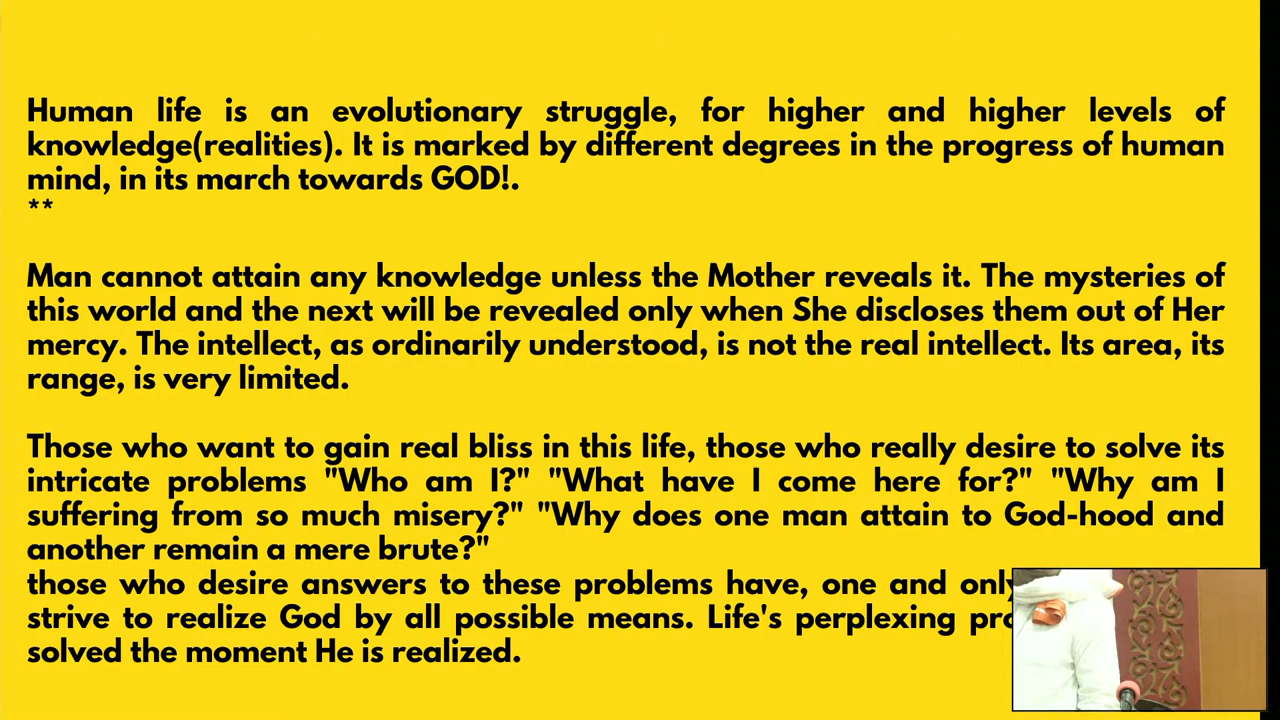 Human life is an evolutionary struggle, for higher and higher levels of
knowledge(realities). It is marked by different degrees in the progress of human
mind, in its march towards GOD!.
**
Man cannot attain any knowledge unless the Mother reveals it. The mysteries of
this world and the next will be revealed only when She discloses them out of Her
mercy. The intellect, as ordinarily understood, is not the real intellect. Its area, its
range, is very limited.
Those who want to gain real bliss in this life, those who really desire to solve its
intricate problems "Who am I?" "What have I come here for?" "Why am I
suffering from so much misery?" "Why does one man attain to God-hood and
another remain a mere brute?"
those who desire answers to these problems have, one and only
strive to realize God by all possible means. Life's perplexing
solved the moment He is realized.